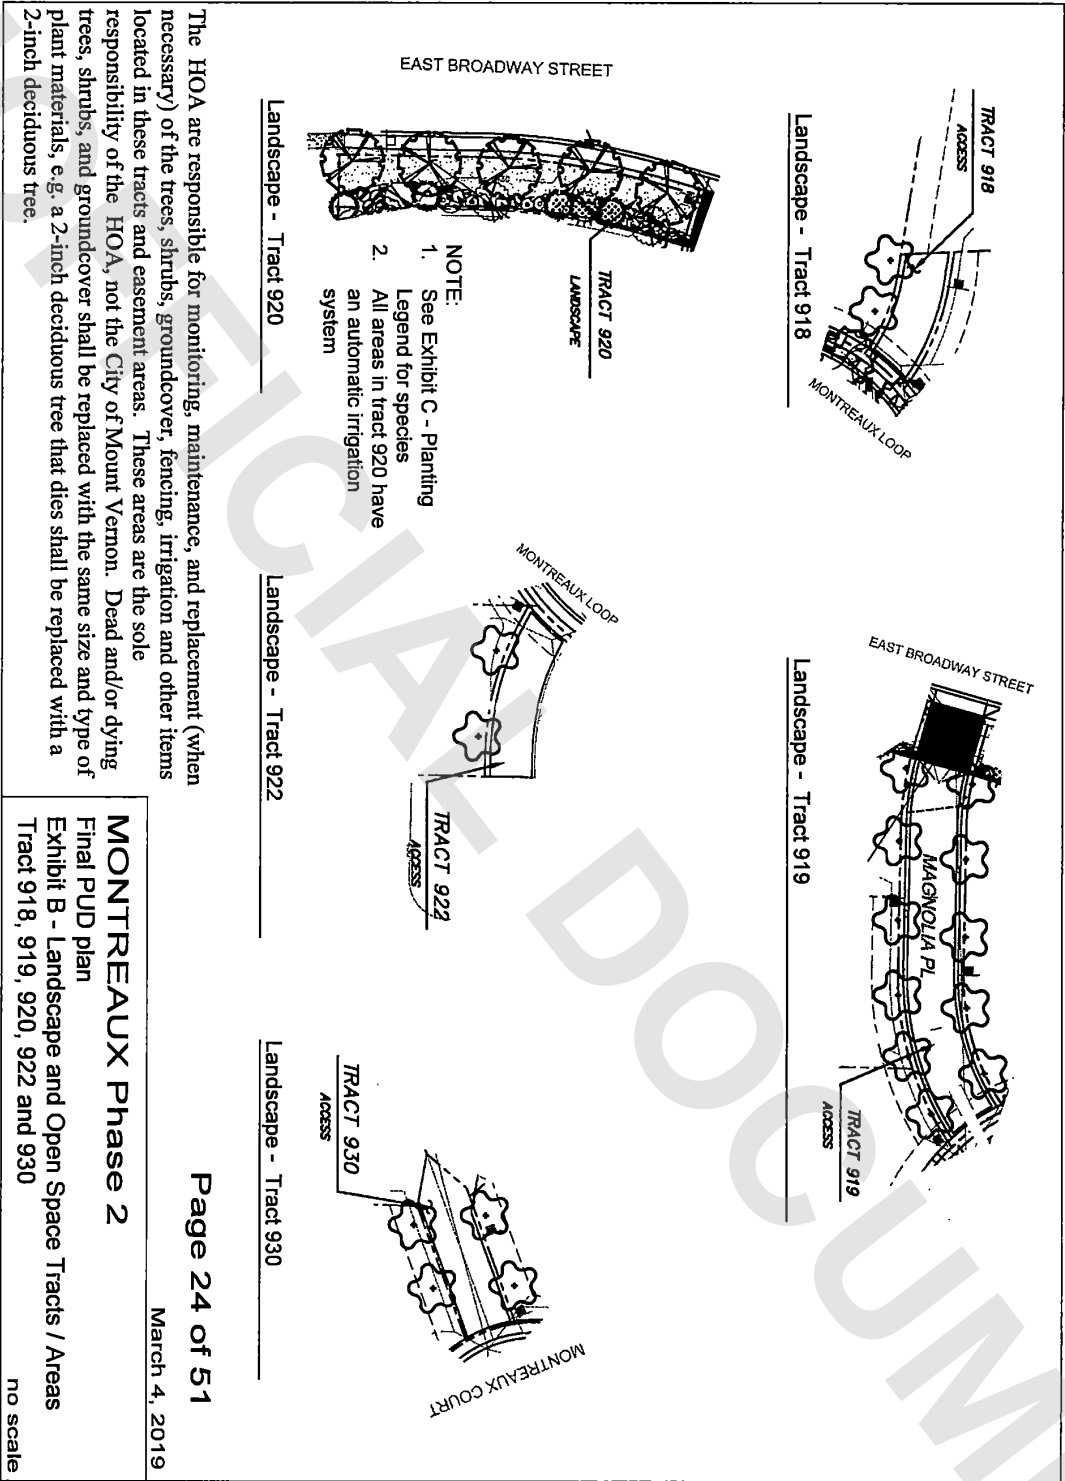 TRACT 918
ACCESS
MONTREAUX LOOP
Landscape - Tract 918
EAST BROADWAY STREET
MAGNOLIA PL
TRACT 919
ACCESS
Landscape - Tract 919
EAST BROADWAY STREET
TRACT 920
LANDSCAPE
NOTE:
1. See Exhibit C - Planting
Legend for species
2. All areas in tract 920 have
an automatic irrigation
system
Landscape - Tract 920
MONTREAUX LOOP
TRACT 922
ACCESS
Landscape - Tract 922
TRACT 930
ACCESS
MONTREAUX COURT
Landscape - Tract 930
The HOA are responsible for monitoring, maintenance, and replacement (when
necessary) of the trees, shrubs, groundcover, fencing, irrigation and other items
located in these tracts and easement areas. These areas are the sole
responsibility of the HOA, not the City of Mount Vernon. Dead and/or dying
trees, shrubs, and groundcover shall be replaced with the same size and type of
plant materials, e.g. a 2-inch deciduous tree that dies shall be replaced with a
2-inch deciduous tree.
Page 24 of 51
March 4, 2019
MONTREAUX Phase 2
Final PUD plan
Exhibit B - Landscape and Open Space Tracts / Areas
Tract 918, 919, 920, 922 and 930
no scale
OFFICIAL DOCUM